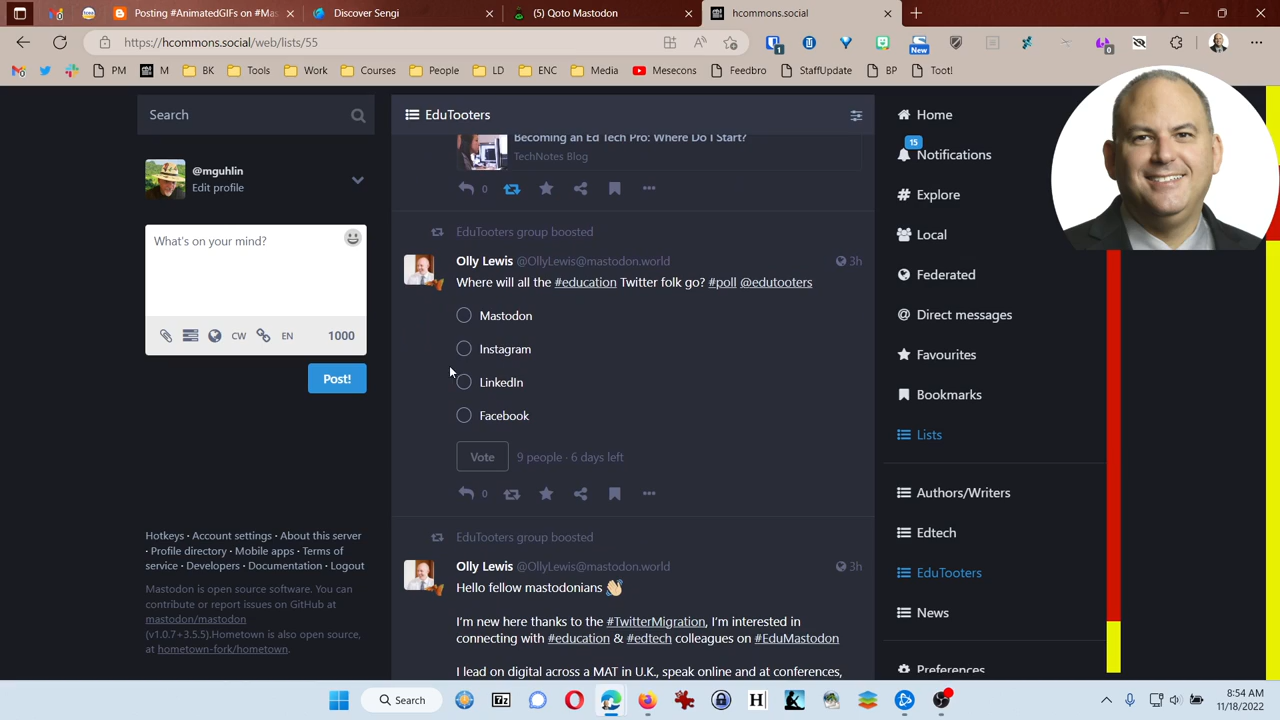 Posting #AnimatedGIFs on #Mas
Discover Sengi
(5) Loto Mastodon
hcommons.social
https://hcommons.social/web/lists/55
1
New
0
PM
M
BK
Tools
Work
Courses
People
LD
ENC
Media
Mesecons
Feedbro
StaffUpdate
BP
Toot!
Search
@mguhlin
Edit profile
What's on your mind?
CW
EN
1000
Post!
Hotkeys · Account settings · About this server
· Profile directory · Mobile apps · Terms of
service · Developers · Documentation · Logout
Mastodon is open source software. You can
contribute or report issues on GitHub at
mastodon/mastodon
(v1.0.7+3.5.5).Hometown is also open source,
at hometown-fork/hometown.
EduTooters
Becoming an Ed Tech Pro: Where Do I Start?
TechNotes Blog
0
EduTooters group boosted
Olly Lewis @OllyLewis@mastodon.world
3h
Where will all the #education Twitter folk go? #poll @edutooters
Mastodon
Instagram
LinkedIn
Facebook
Vote
9 people · 6 days left
0
EduTooters group boosted
Olly Lewis @OllyLewis@mastodon.world
3h
Hello fellow mastodonians
I'm new here thanks to the #TwitterMigration, I'm interested in
connecting with #education & #edtech colleagues on #EduMastodon
I lead on digital across a MAT in U.K., speak online and at conferences,
Home
15
Notifications
Explore
Local
Federated
Direct messages
Favourites
Bookmarks
Lists
Authors/Writers
Edtech
EduTooters
News
Preferences
Search
8:54 AM
11/18/2022